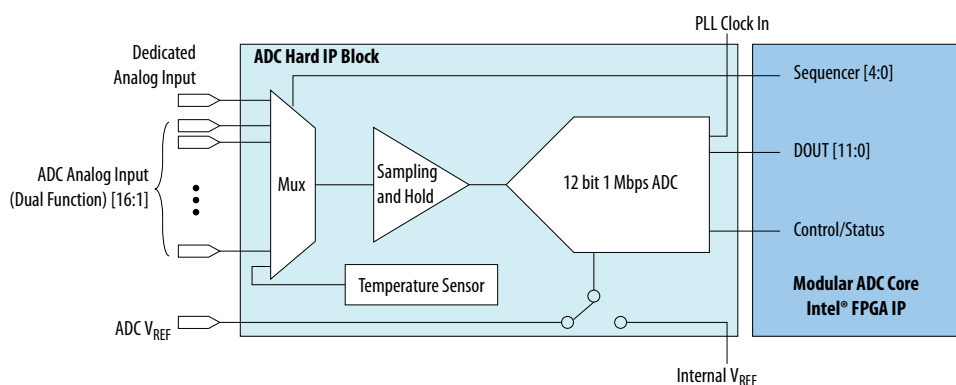 PLL Clock In
Dedicated
Analog Input
ADC Hard IP Block
Sequencer [4:0]
ADC Analog Input
(Dual Function) [16:1]
Mux
Sampling
and Hold
12 bit 1 Mbps ADC
DOUT [11:0]
Control/Status
Temperature Sensor
Modular ADC Core
Intel® FPGA IP
ADC VREF
Internal VREF